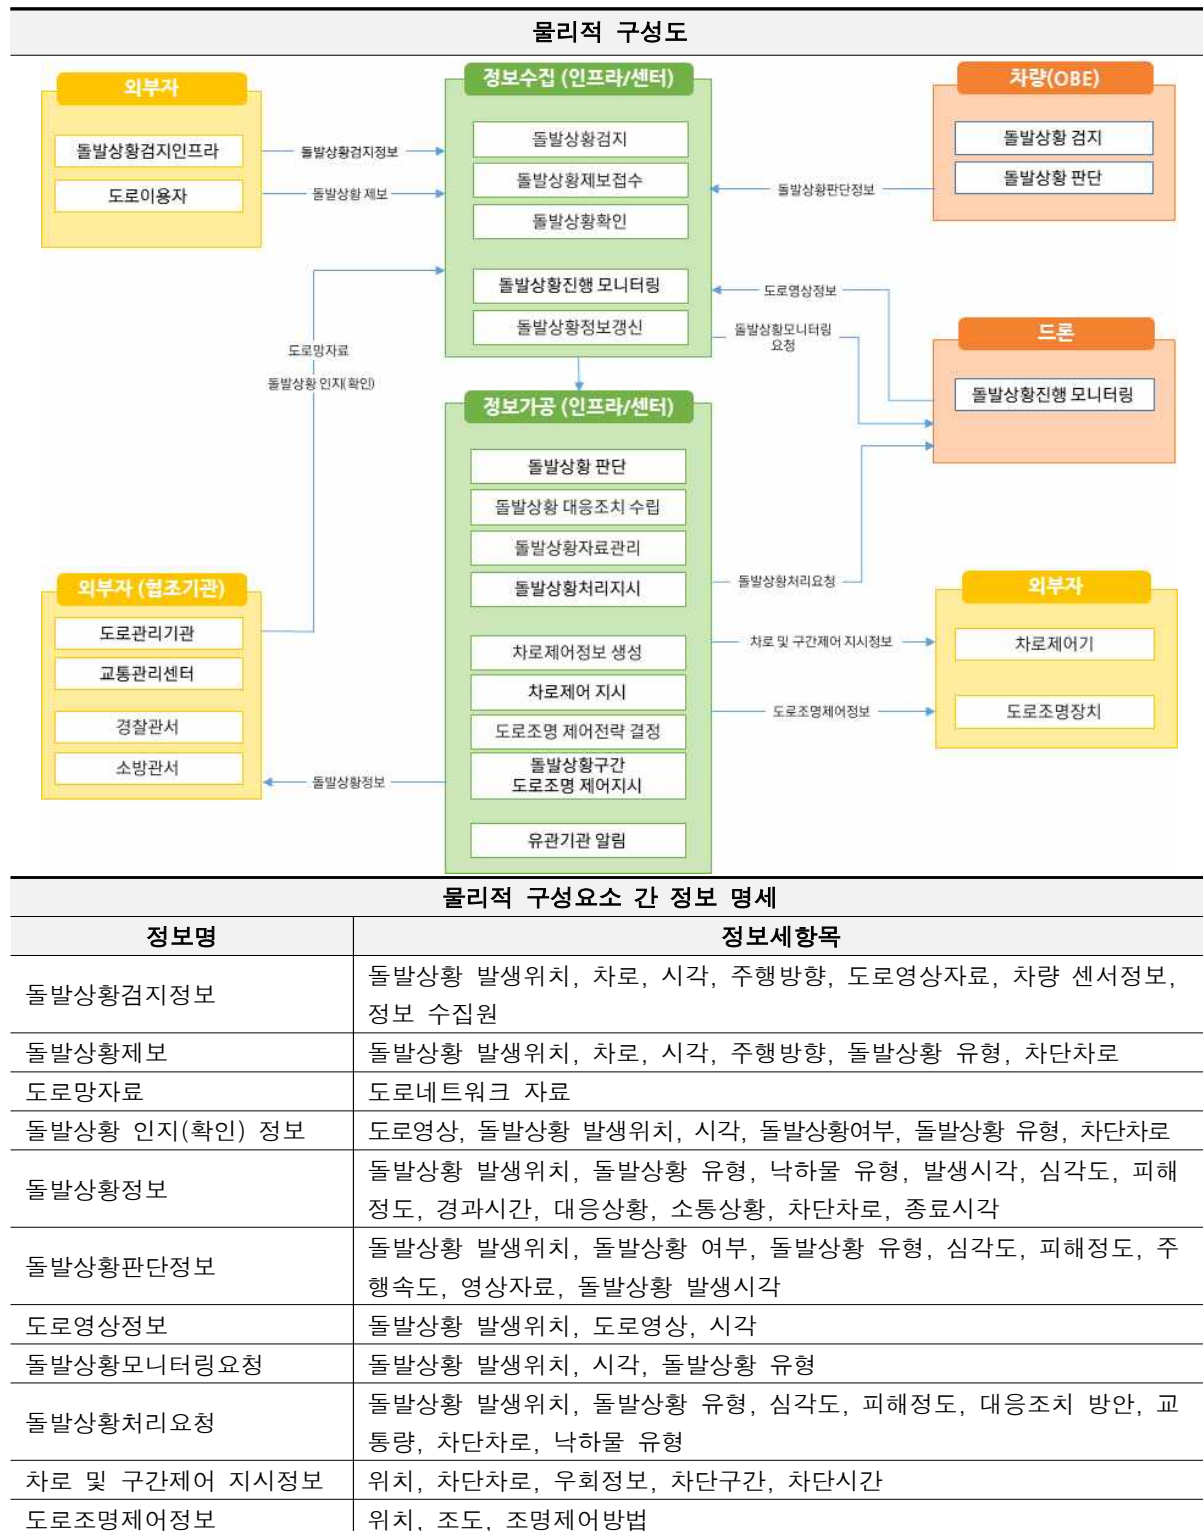 물리적 구성도
외부자
돌발상황검지인프라
도로이용자
돌발상황검지정보
돌발상황 제보
정보수집 (인프라/센터)
돌발상황검지
돌발상황제보접수
돌발상황확인
돌발상황진행 모니터링
돌발상황정보갱신
차량(OBE)
돌발상황 검지
돌발상황 판단
돌발상황판단정보
도로영상정보
돌발상황모니터링
요청
드론
돌발상황진행 모니터링
도로망자료
돌발상황 인지(확인)
정보가공 (인프라/센터)
돌발상황 판단
돌발상황 대응조치 수립
돌발상황자료관리
돌발상황처리지시
차로제어정보 생성
차로제어 지시
도로조명 제어전략 결정
돌발상황구간
도로조명 제어지시
유관기관 알림
외부자 (협조기관)
도로관리기관
교통관리센터
경찰관서
소방관서
돌발상황정보
돌발상황처리요청
차로 및 구간제어 지시정보
도로조명제어정보
외부자
차로제어기
도로조명장치
물리적 구성요소 간 정보 명세
정보명 정보세항목
돌발상황검지정보
돌발상황 발생위치, 차로, 시각, 주행방향, 도로영상자료, 차량 센서정보,
정보 수집원
돌발상황제보 돌발상황 발생위치, 차로, 시각, 주행방향, 돌발상황 유형, 차단차로
도로망자료 도로네트워크 자료
돌발상황 인지(확인) 정보 도로영상, 돌발상황 발생위치, 시각, 돌발상황여부, 돌발상황 유형, 차단차로
돌발상황정보
돌발상황 발생위치, 돌발상황 유형, 낙하물 유형, 발생시각, 심각도, 피해
정도, 경과시간, 대응상황, 소통상황, 차단차로, 종료시각
돌발상황판단정보
돌발상황 발생위치, 돌발상황 여부, 돌발상황 유형, 심각도, 피해정도, 주
행속도, 영상자료, 돌발상황 발생시각
도로영상정보 돌발상황 발생위치, 도로영상, 시각
돌발상황모니터링요청 돌발상황 발생위치, 시각, 돌발상황 유형
돌발상황처리요청
돌발상황 발생위치, 돌발상황 유형, 심각도, 피해정도, 대응조치 방안, 교
통량, 차단차로, 낙하물 유형
차로 및 구간제어 지시정보 위치, 차단차로, 우회정보, 차단구간, 차단시간
도로조명제어정보 위치, 조도, 조명제어방법